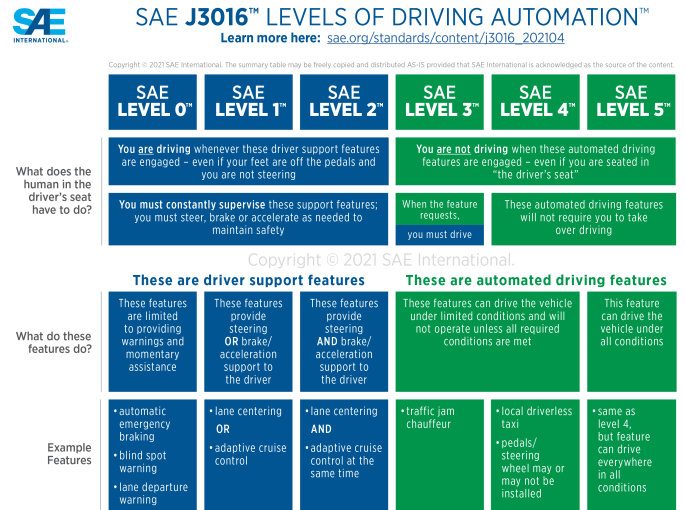 SAE
INTERNATIONAL®
SAE J3016™ LEVELS OF DRIVING AUTOMATION™
Learn more here: sae.org/standards/content/j3016_202104
Copyright © 2021 SAE International. The summary table may be freely copied and distributed AS-IS provided that SAE International is acknowledged as the source of the content.
SAE
LEVEL 0™
SAE
LEVEL 1™
SAE
LEVEL 2™
SAE
LEVEL 3™
SAE
LEVEL 4™
SAE
LEVEL 5™
What does the
human in the
driver's seat
have to do?
You are driving whenever these driver support features
are engaged – even if your feet are off the pedals and
you are not steering
You are not driving when these automated driving
features are engaged – even if you are seated in
“the driver's seat”
You must constantly supervise these support features;
you must steer, brake or accelerate as needed to
maintain safety
When the feature
requests,
you must drive
These automated driving features
will not require you to take
over driving
Copyright © 2021 SAE International.
These are driver support features
These are automated driving features
What do these
features do?
These features
are limited
to providing
warnings and
momentary
assistance
These features
provide
steering
OR brake/
acceleration
support to
the driver
These features
provide
steering
AND brake/
acceleration
support to
the driver
These features can drive the vehicle
under limited conditions and will
not operate unless all required
conditions are met
This feature
can drive the
vehicle under
all conditions
Example
Features
• automatic
emergency
braking
• blind spot
warning
• lane departure
warning
• lane centering
OR
• adaptive cruise
control
• lane centering
AND
• adaptive cruise
control at the
same time
• traffic jam
chauffeur
• local driverless
taxi
• pedals/
steering
wheel may or
may not be
installed
• same as
level 4,
but feature
can drive
everywhere
in all
conditions